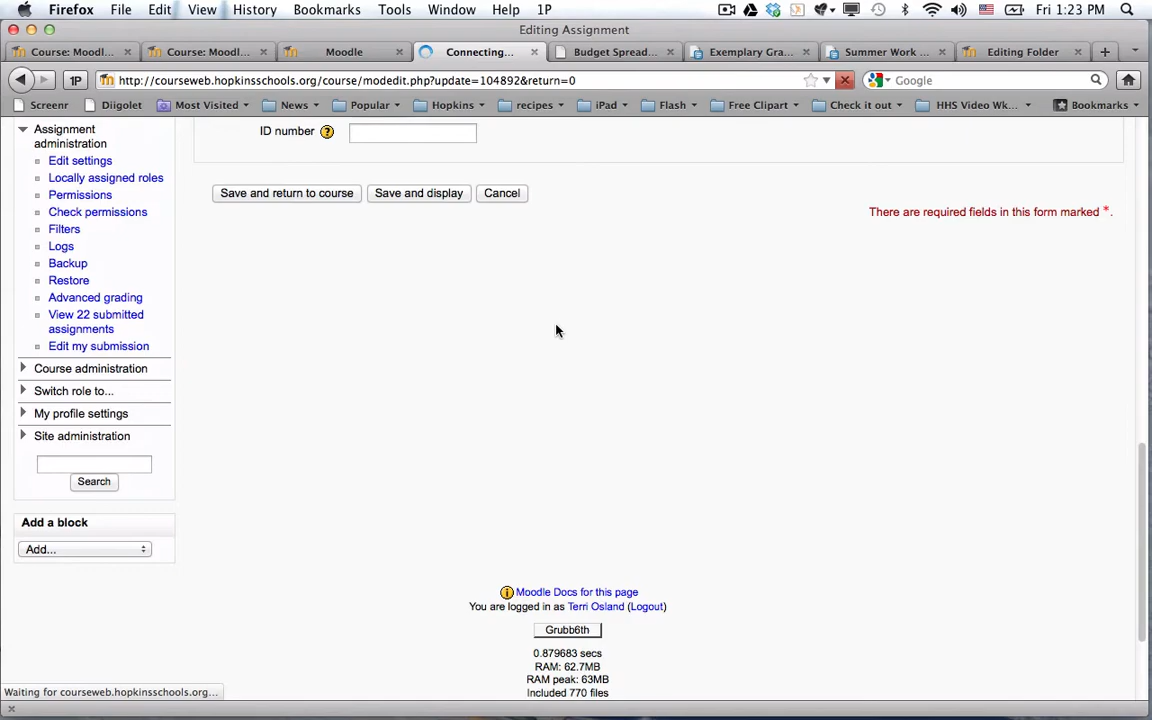 Firefox File Edit View History Bookmarks Tools Window Help 1P Fri 1:23 PM
Editing Assignment
Course: Moodl... Course: Moodl... Moodle Connecting... Budget Spread... Exemplary Gra... Summer Work ... Editing Folder
1P http://courseweb.hopkinsschools.org/course/modedit.php?update=104892&return=0 Google
Screenr Diigolet Most Visited News Popular Hopkins recipes iPad Flash Free Clipart Check it out HHS Video Wk... Bookmarks
Assignment
administration
Edit settings
Locally assigned roles
Permissions
Check permissions
Filters
Logs
Backup
Restore
Advanced grading
View 22 submitted
assignments
Edit my submission
Course administration
Switch role to...
My profile settings
Site administration
Search
Add a block
Add...
ID number ?
Save and return to course Save and display Cancel
There are required fields in this form marked *.
Moodle Docs for this page
You are logged in as Terri Osland (Logout)
Grubb6th
0.879683 secs
RAM: 62.7MB
RAM peak: 63MB
Included 770 files
Waiting for courseweb.hopkinsschools.org...